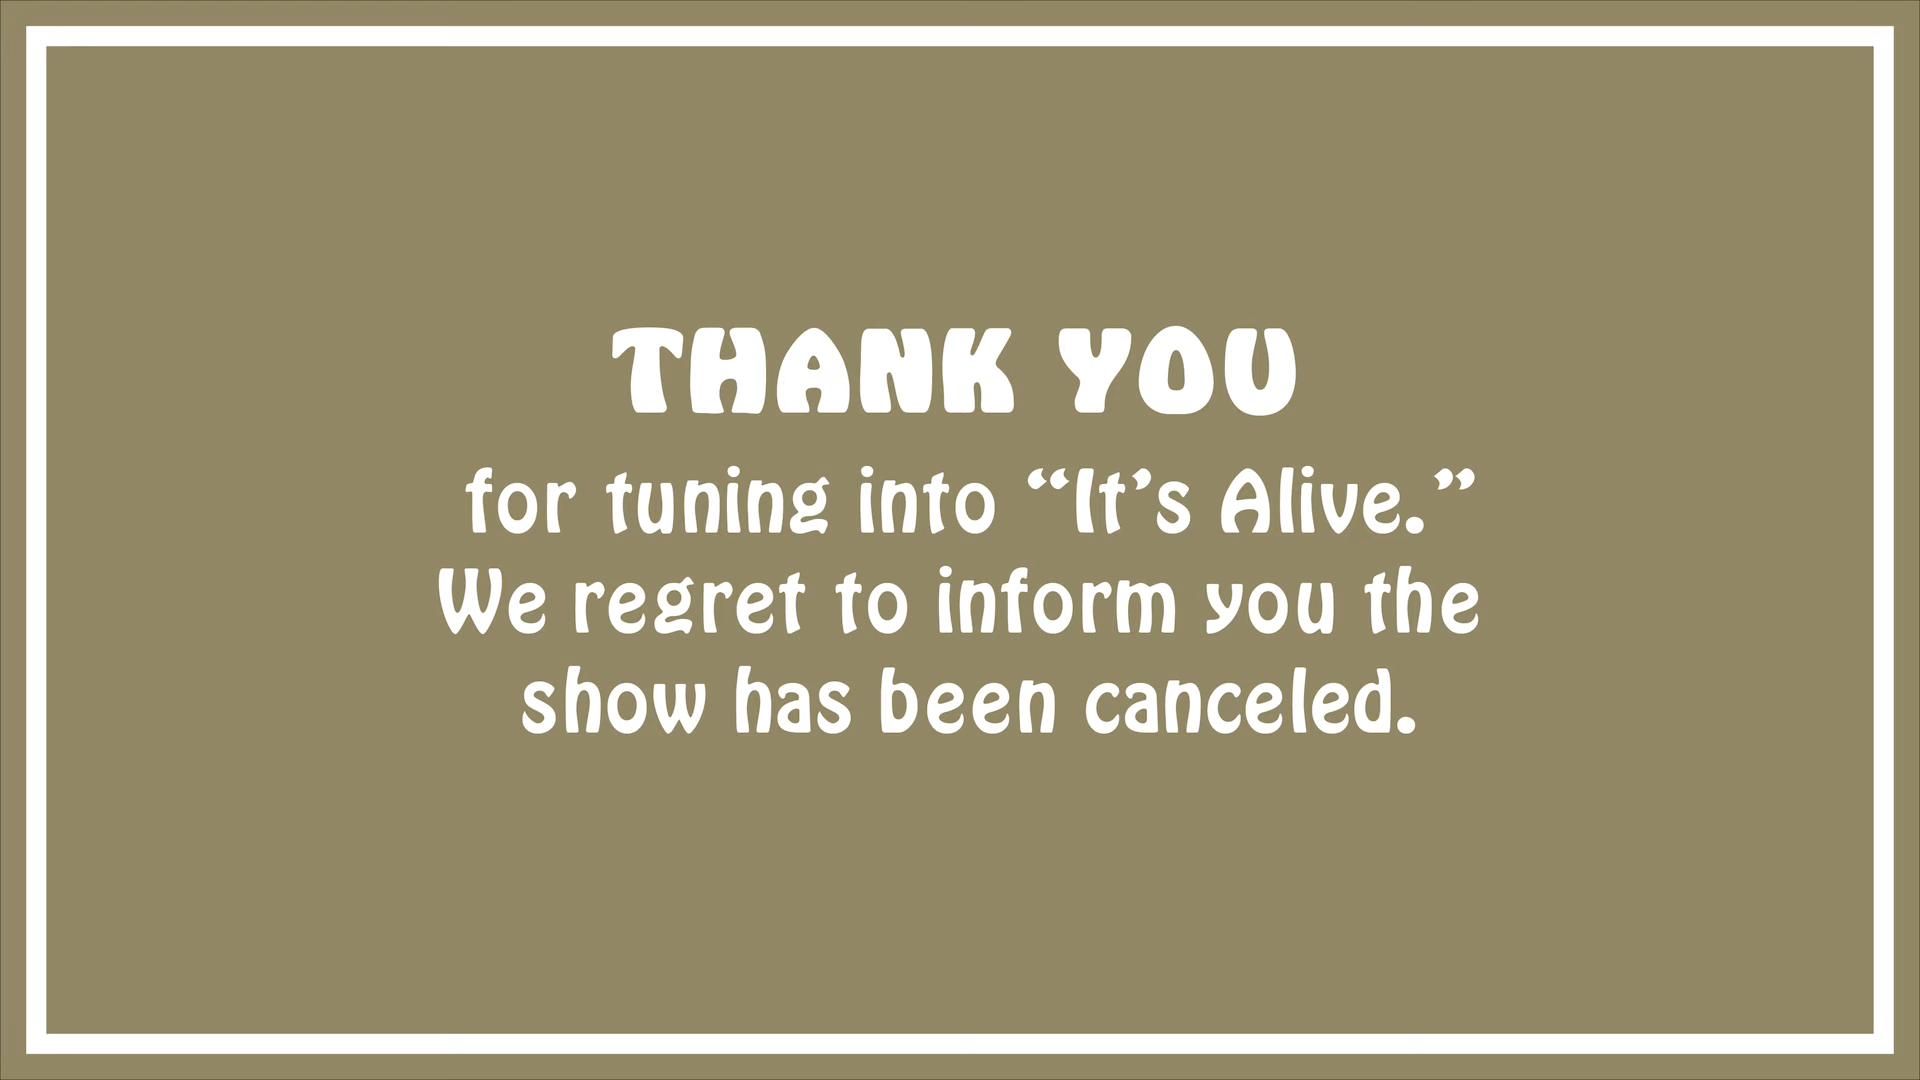 THANK YOU
for tuning into “It’s Alive.”
We regret to inform you the
show has been canceled.